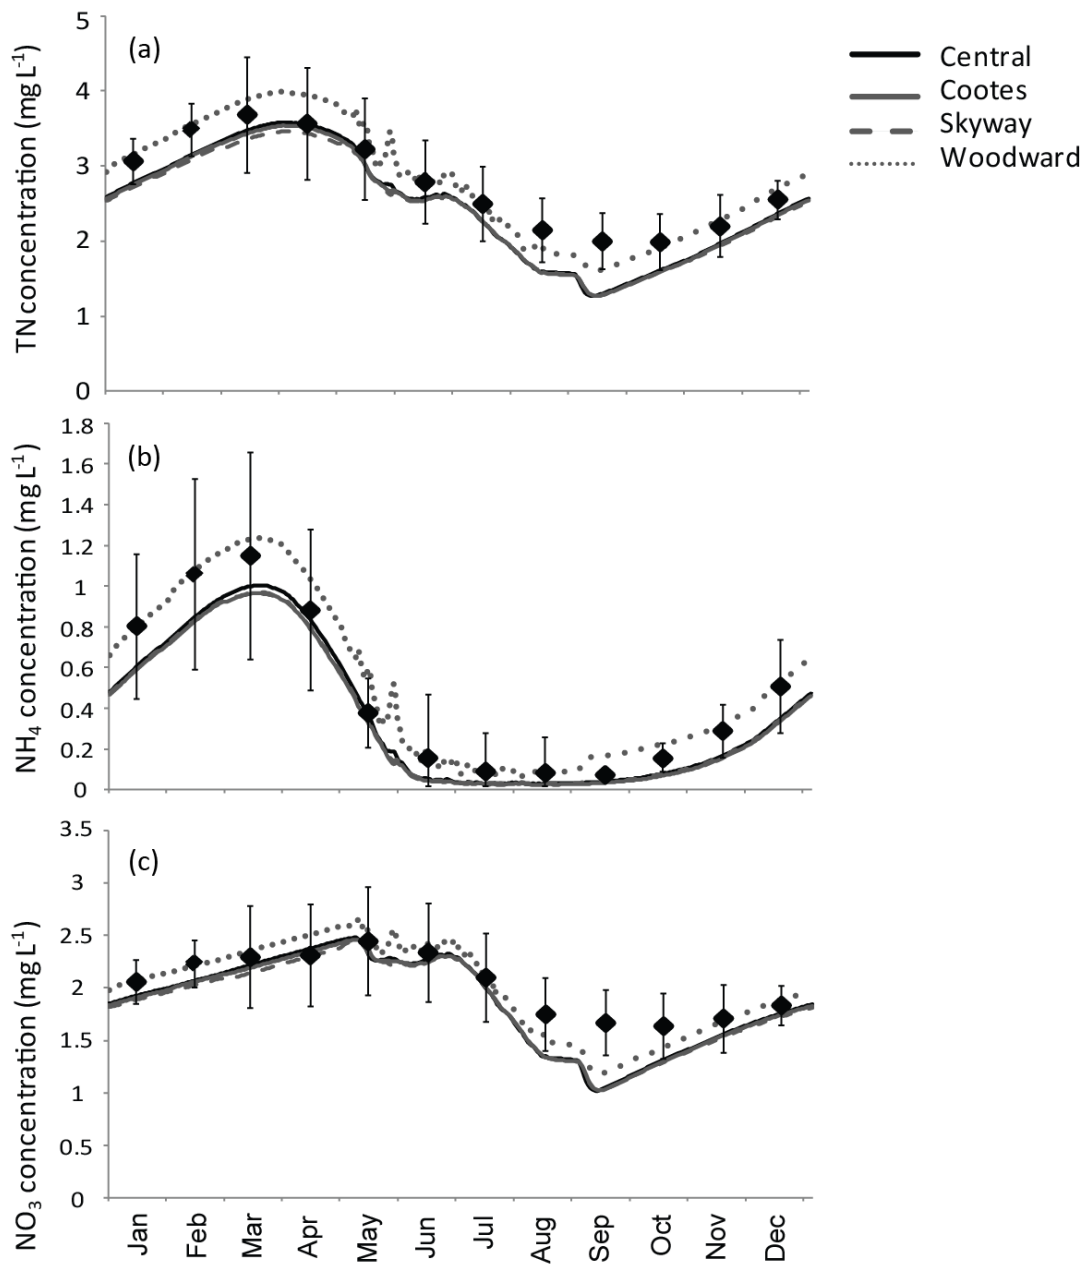 (a)
TNconcentration (mg L-1)
5
4
3
2
1
0
Central
Cootes
Skyway
Woodward
(b)
NH4 concentration (mg L-1)
1.8
1.6
1.4
1.2
1
0.8
0.6
0.4
0.2
0
(c)
NO3 concentration (mg L-1)
3.5
3
2.5
2
1.5
1
0.5
0
Jan Feb Mar Apr May Jun Jul Aug Sep Oct Nov Dec